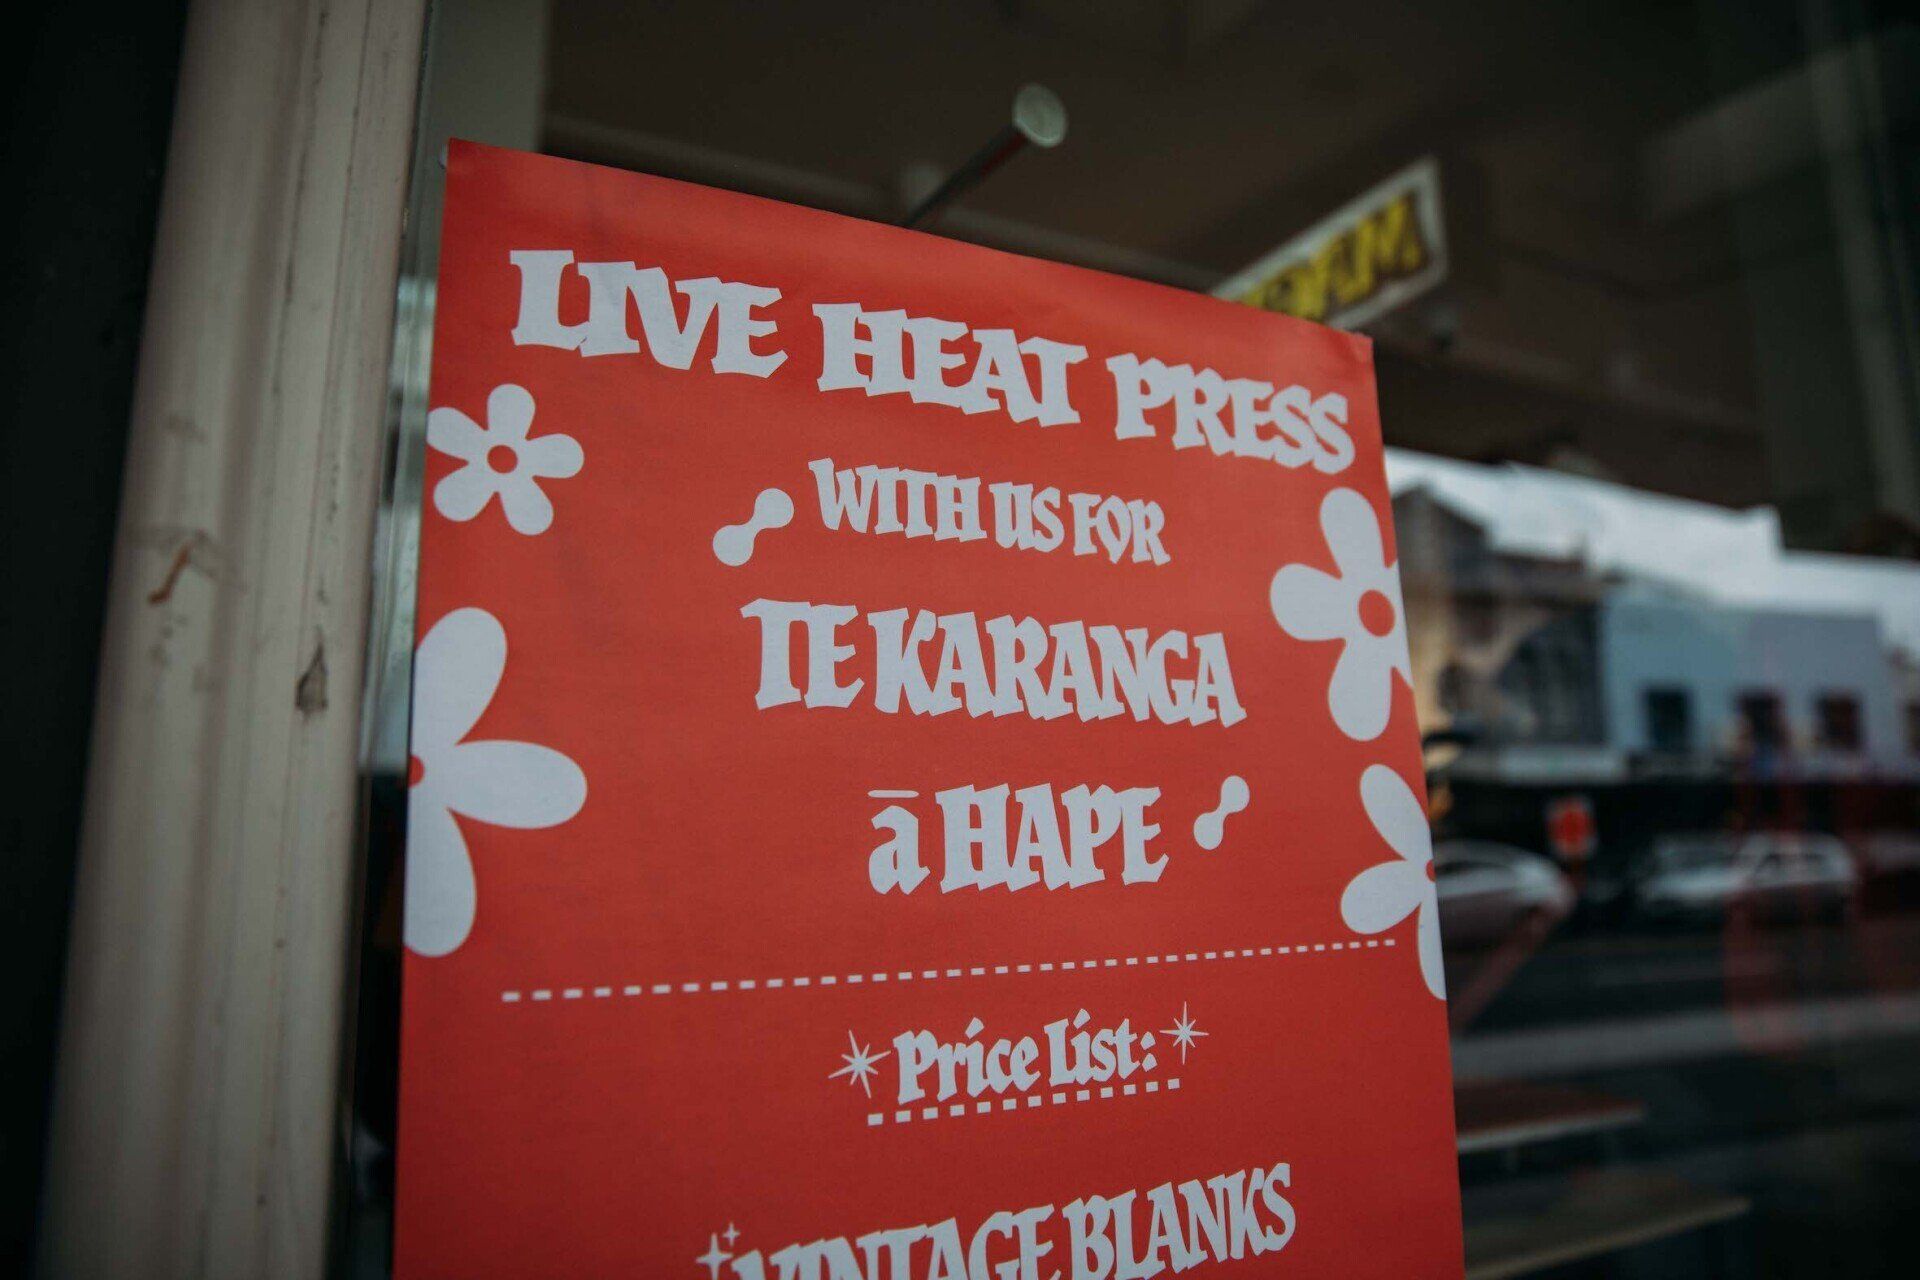 LIVE HEAT PRESS
WITH US FOR
TE KARANGA
ā HAPE
Price List:
VINTAGE BLANKS